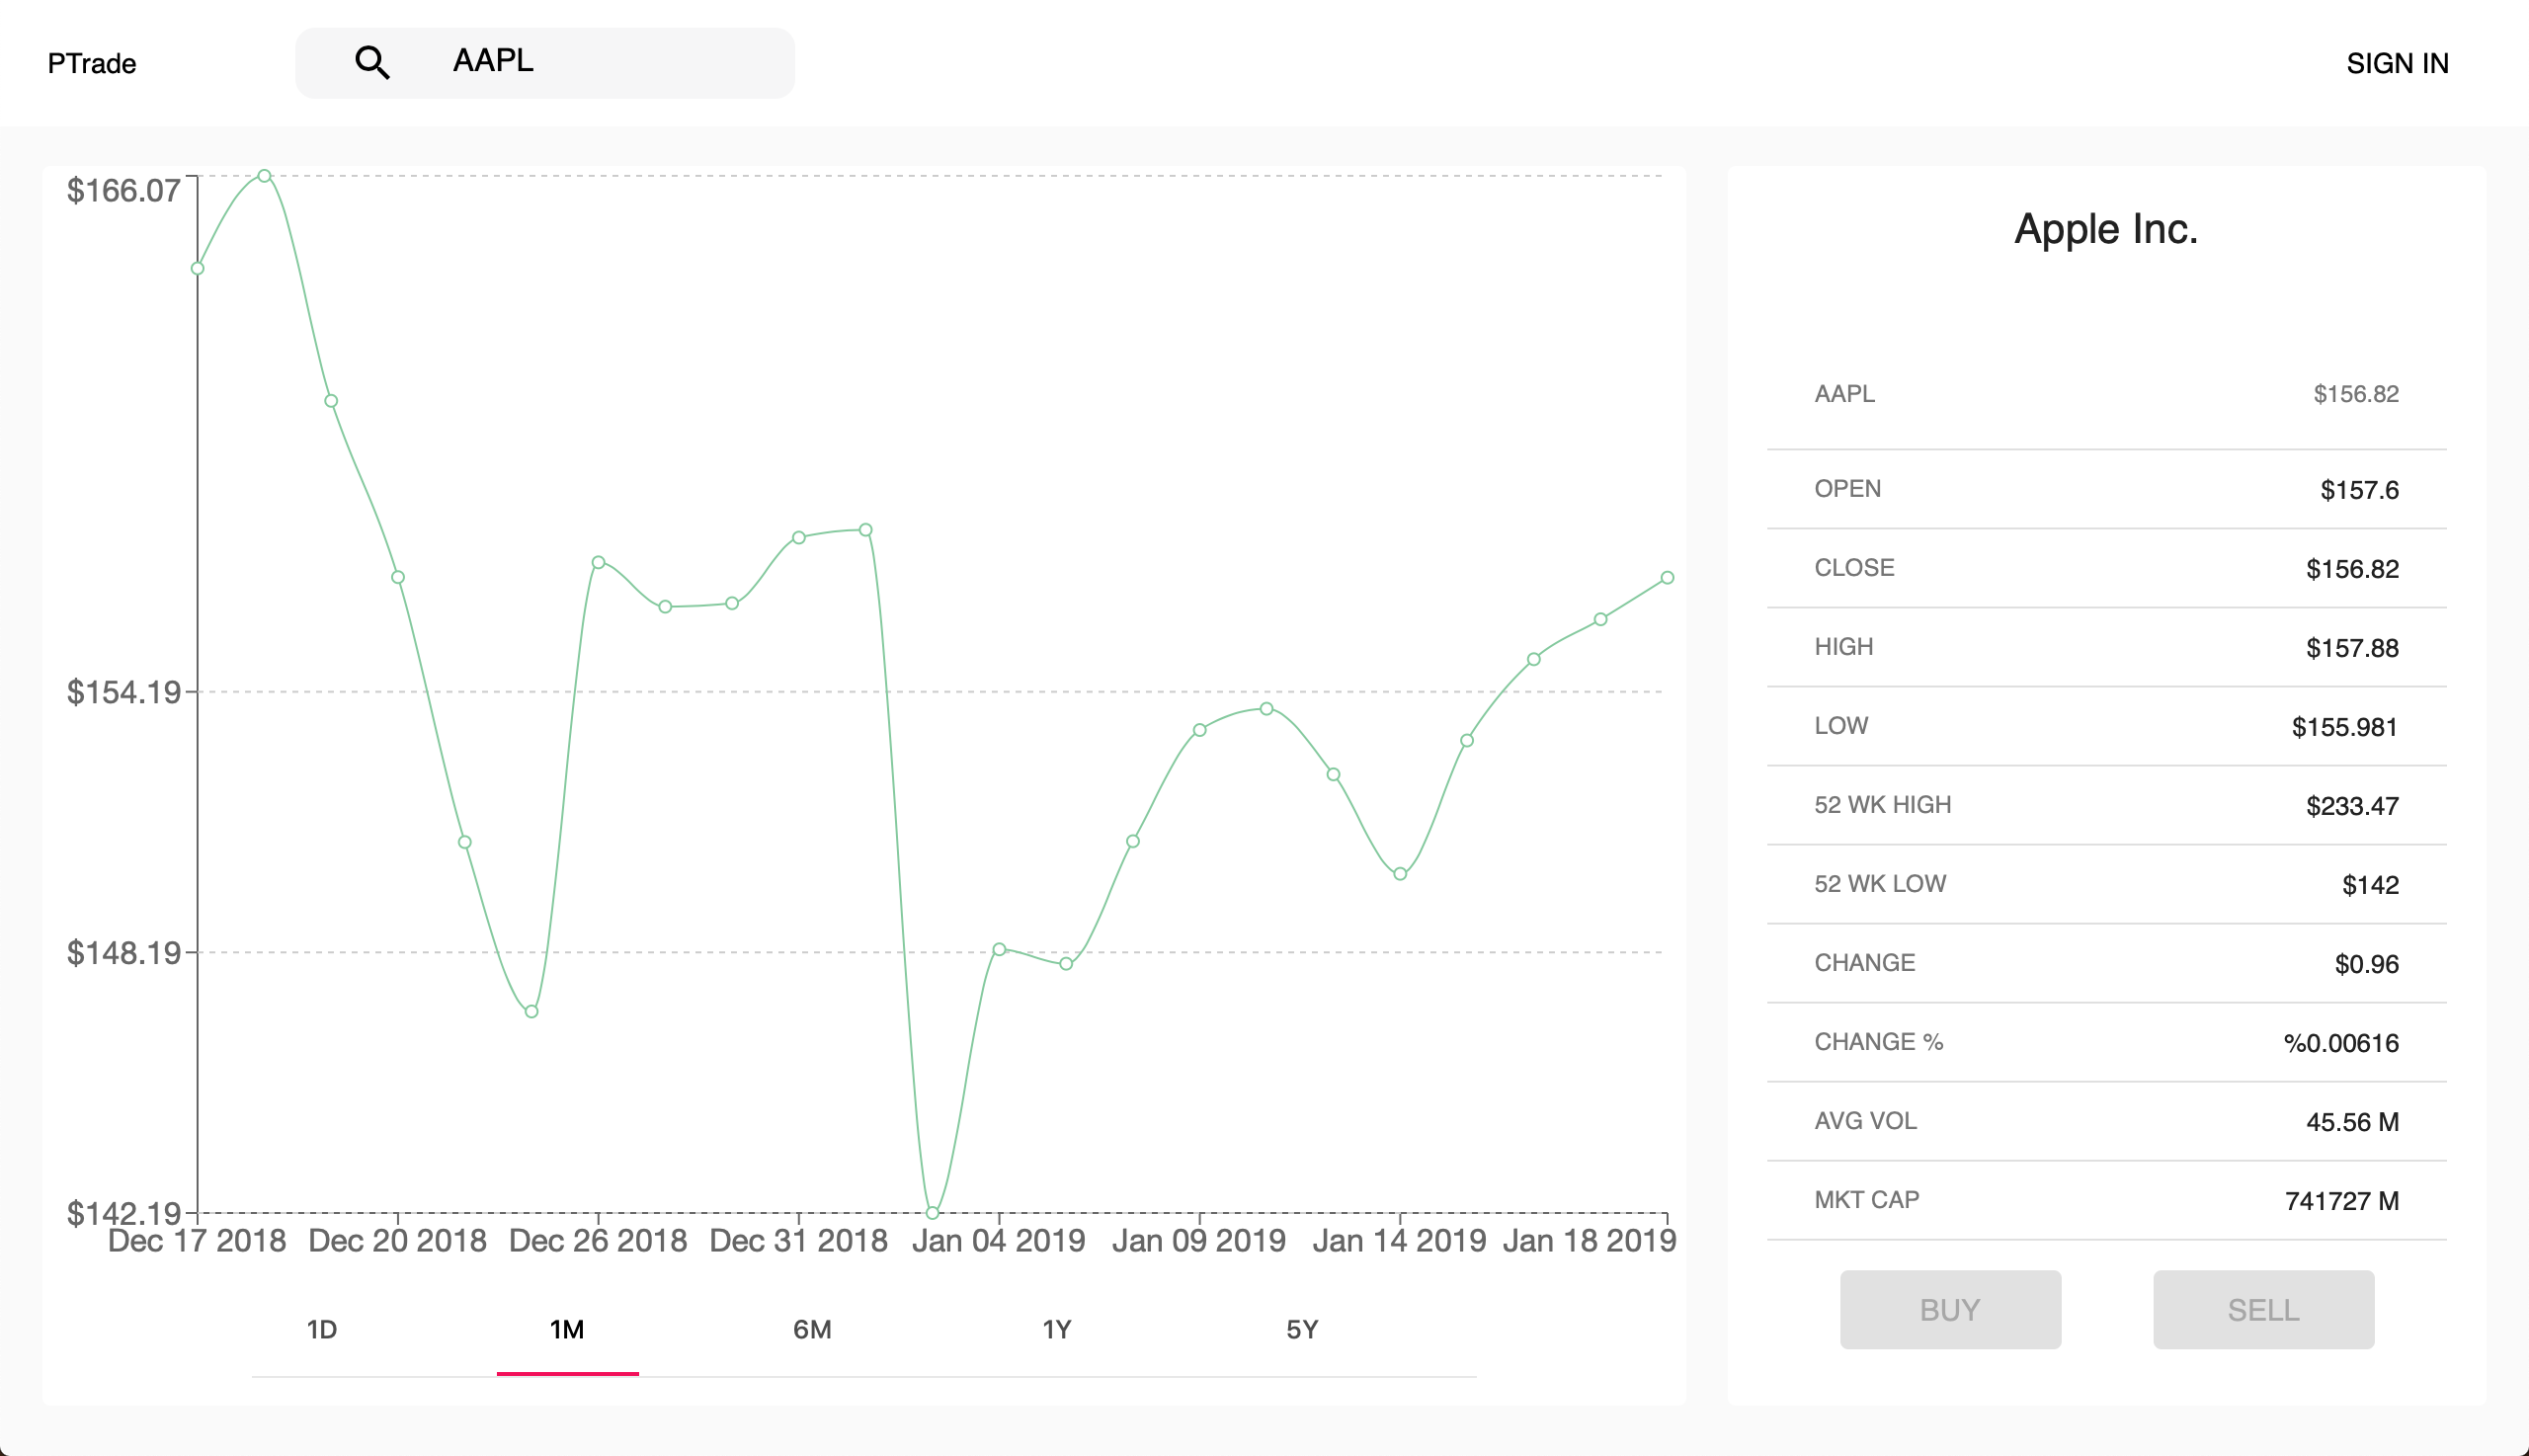 PTrade
AAPL
SIGN IN
$166.07
$154.19
$148.19
$142.19
Dec 17 2018 Dec 20 2018 Dec 26 2018 Dec 31 2018 Jan 04 2019 Jan 09 2019 Jan 14 2019 Jan 18 2019
1D 1M 6M 1Y 5Y
Apple Inc.
AAPL $156.82
OPEN $157.6
CLOSE $156.82
HIGH $157.88
LOW $155.981
52 WK HIGH $233.47
52 WK LOW $142
CHANGE $0.96
CHANGE % %0.00616
AVG VOL 45.56 M
MKT CAP 741727 M
BUY SELL